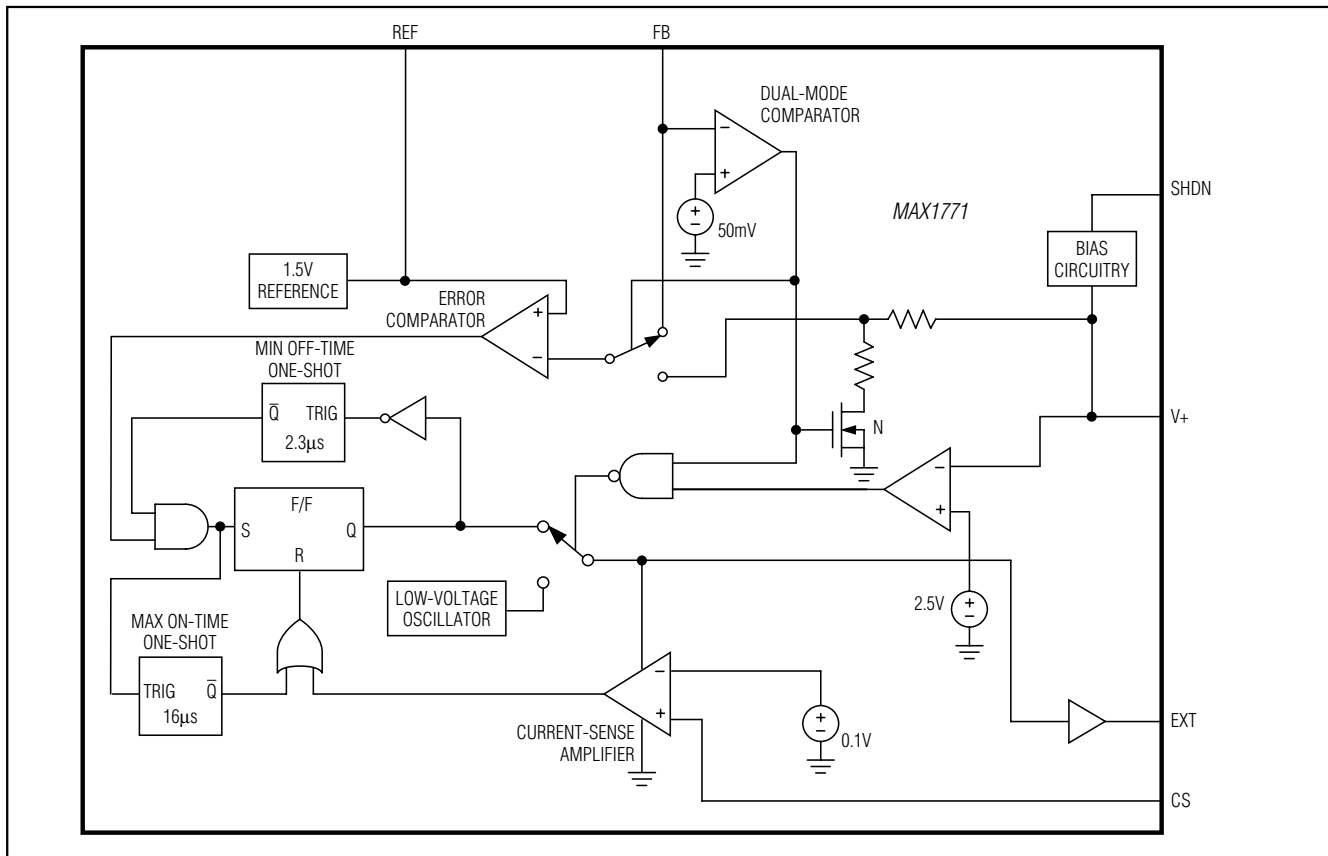 REF
FB
DUAL-MODE
COMPARATOR
−
+
+
−
50mV
MAX1771
SHDN
BIAS
CIRCUITRY
1.5V
REFERENCE
ERROR
COMPARATOR
+
−
MIN OFF-TIME
ONE-SHOT
Q̅ TRIG
2.3µs
N
V+
−
+
F/F
S Q
R
LOW-VOLTAGE
OSCILLATOR
2.5V
+
−
MAX ON-TIME
ONE-SHOT
TRIG Q̅
16µs
−
+
CURRENT-SENSE
AMPLIFIER
+
−
0.1V
EXT
CS